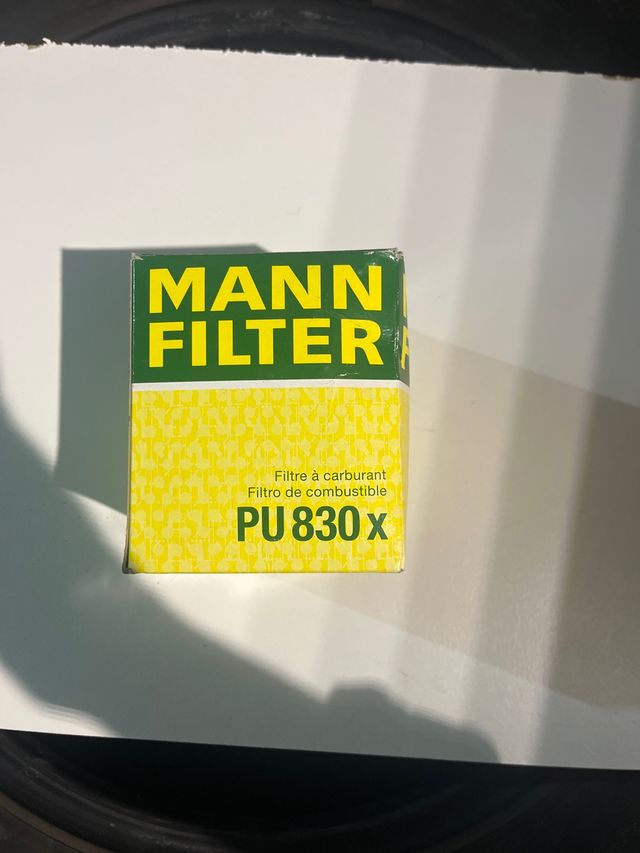 MANN
FILTER
Filtre à carburant
Filtro de combustible
PU 830 x